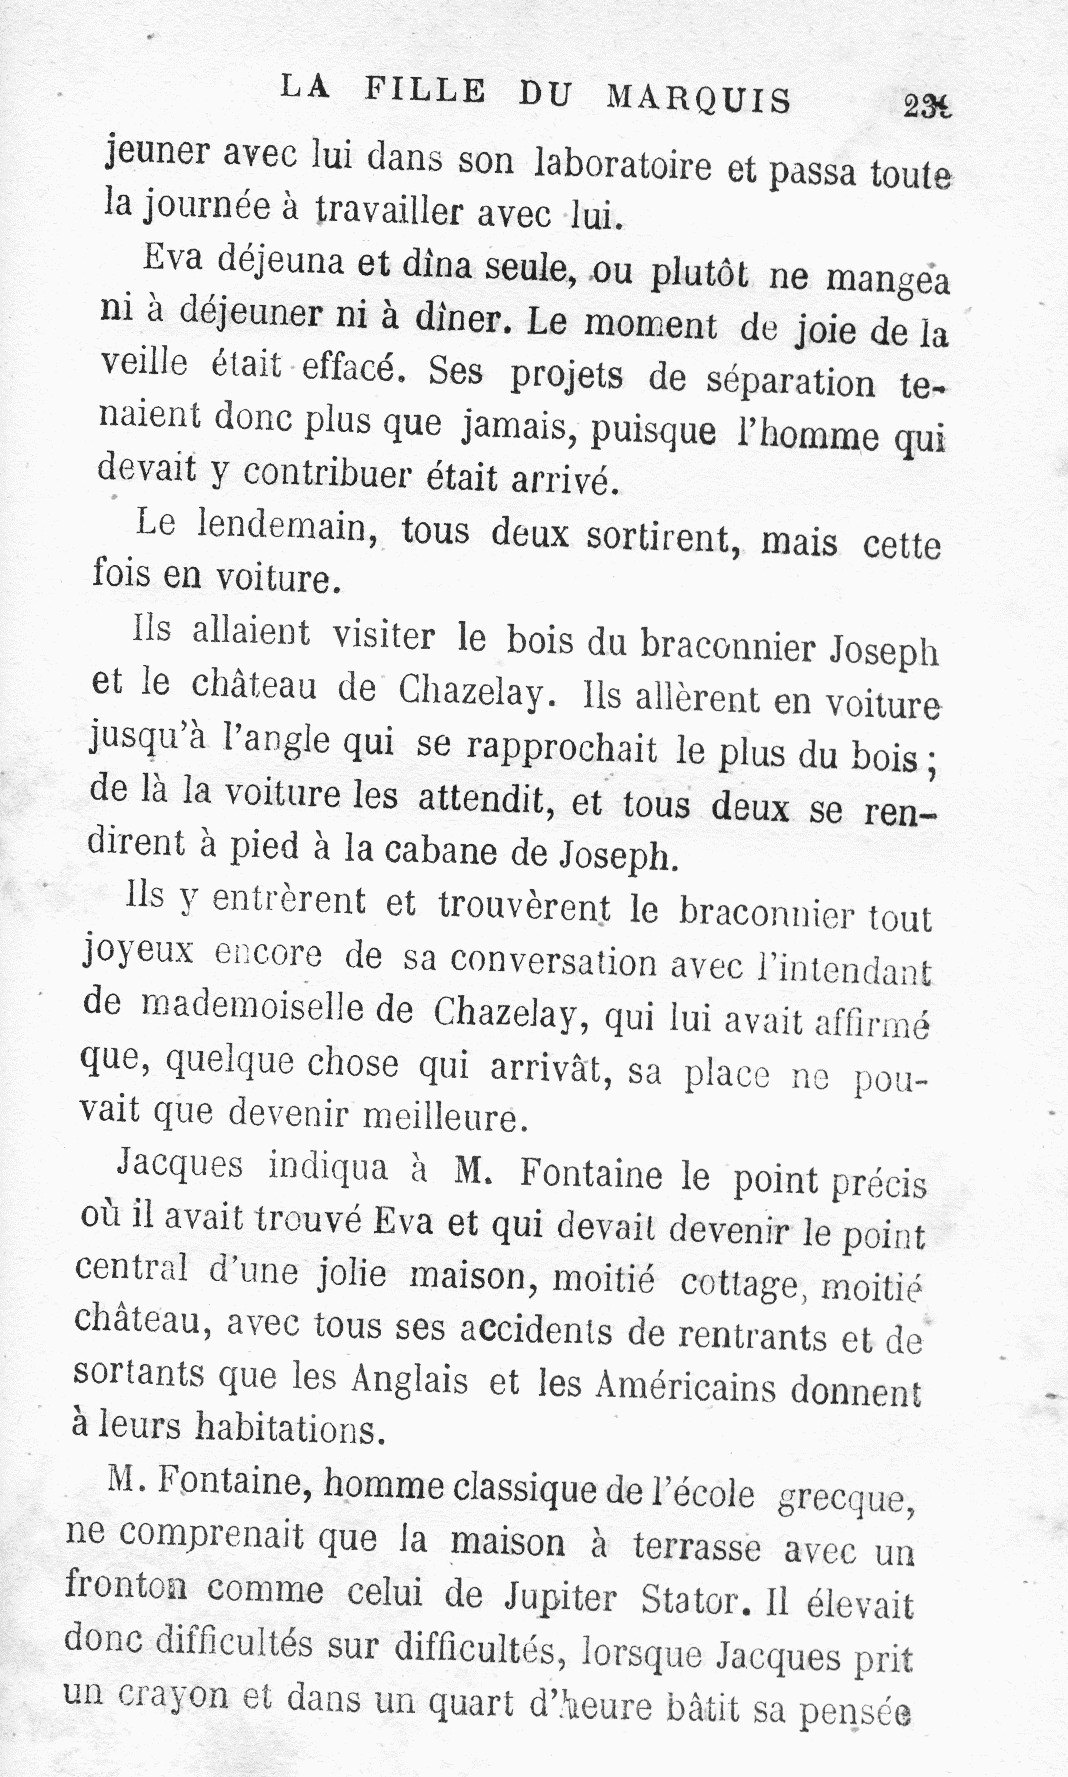 LA FILLE DU MARQUIS
jeuner avec lui dans son laboratoire et passa toute
la journée à travailler avec lui.
Eva déjeuna et dîna seule, ou plutôt ne mangea
ni à déjeuner ni à dîner. Le moment de joie de la
veille était effacé. Ses projets de séparation te-
naient donc plus que jamais, puisque l'homme qui
devait y contribuer était arrivé.
Le lendemain, tous deux sortirent, mais cette
fois en voiture.
Ils allaient visiter le bois du braconnier Joseph
et le château de Chazelay. Ils allèrent en voiture
jusqu'à l'angle qui se rapprochait le plus du bois ;
de là la voiture les attendit, et tous deux se ren-
dirent à pied à la cabane de Joseph.
Ils y entrèrent et trouvèrent le braconnier tout
joyeux encore de sa conversation avec l'intendant
de mademoiselle de Chazelay, qui lui avait affirmé
que, quelque chose qui arrivât, sa place ne pou-
vait que devenir meilleure.
Jacques indiqua à M. Fontaine le point précis
où il avait trouvé Eva et qui devait devenir le point
central d'une jolie maison, moitié cottage, moitié
château, avec tous ses accidents de rentrants et de
sortants que les Anglais et les Américains donnent
à leurs habitations.
M. Fontaine, homme classique de l'école grecque,
ne comprenait que la maison à terrasse avec un
fronton comme celui de Jupiter Stator. Il élevait
donc difficultés sur difficultés, lorsque Jacques prit
un crayon et dans un quart d'heure bâtit sa pensée